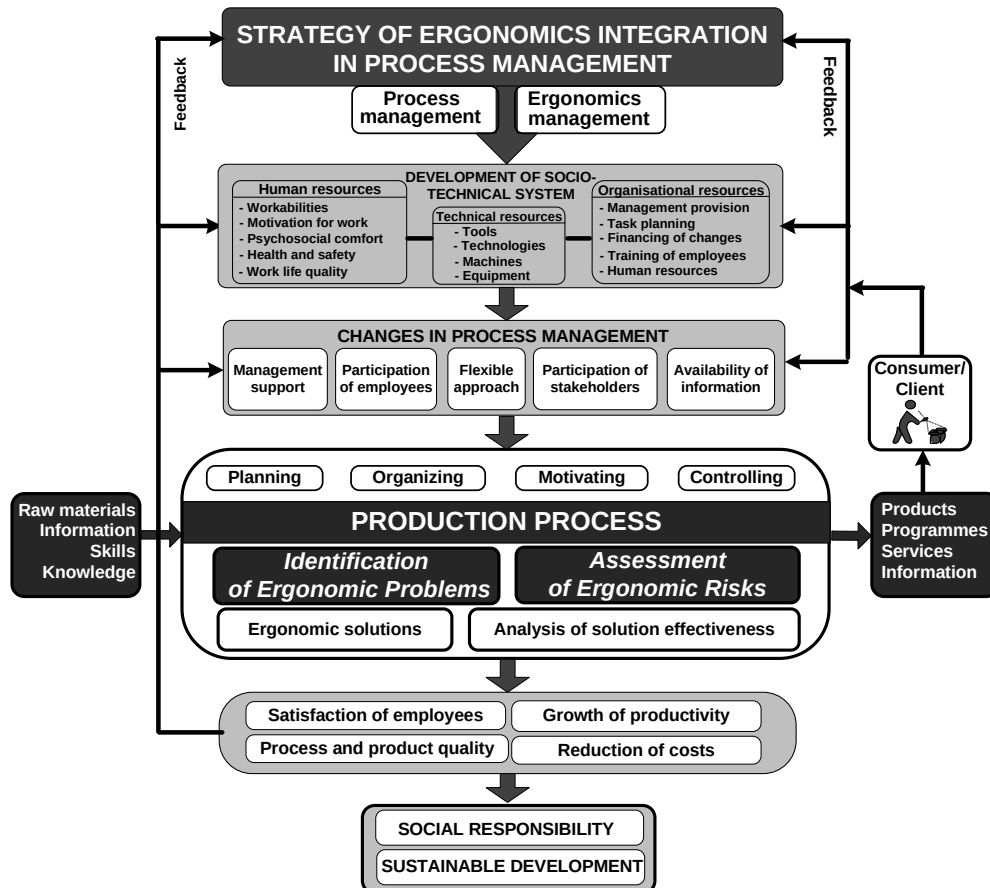 STRATEGY OF ERGONOMICS INTEGRATION
IN PROCESS MANAGEMENT
Feedback
Feedback
Process
management
Ergonomics
management
DEVELOPMENT OF SOCIO-
TECHNICAL SYSTEM
Human resources
- Workabilities
- Motivation for work
- Psychosocial comfort
- Health and safety
- Work life quality
Technical resources
- Tools
- Technologies
- Machines
- Equipment
Organisational resources
- Management provision
- Task planning
- Financing of changes
- Training of employees
- Human resources
CHANGES IN PROCESS MANAGEMENT
Management
support
Participation
of employees
Flexible
approach
Participation of
stakeholders
Availability of
information
Consumer/
Client
Planning
Organizing
Motivating
Controlling
Raw materials
Information
Skills
Knowledge
PRODUCTION PROCESS
Products
Programmes
Services
Information
Identification
of Ergonomic Problems
Assessment
of Ergonomic Risks
Ergonomic solutions
Analysis of solution effectiveness
Satisfaction of employees
Growth of productivity
Process and product quality
Reduction of costs
SOCIAL RESPONSIBILITY
SUSTAINABLE DEVELOPMENT